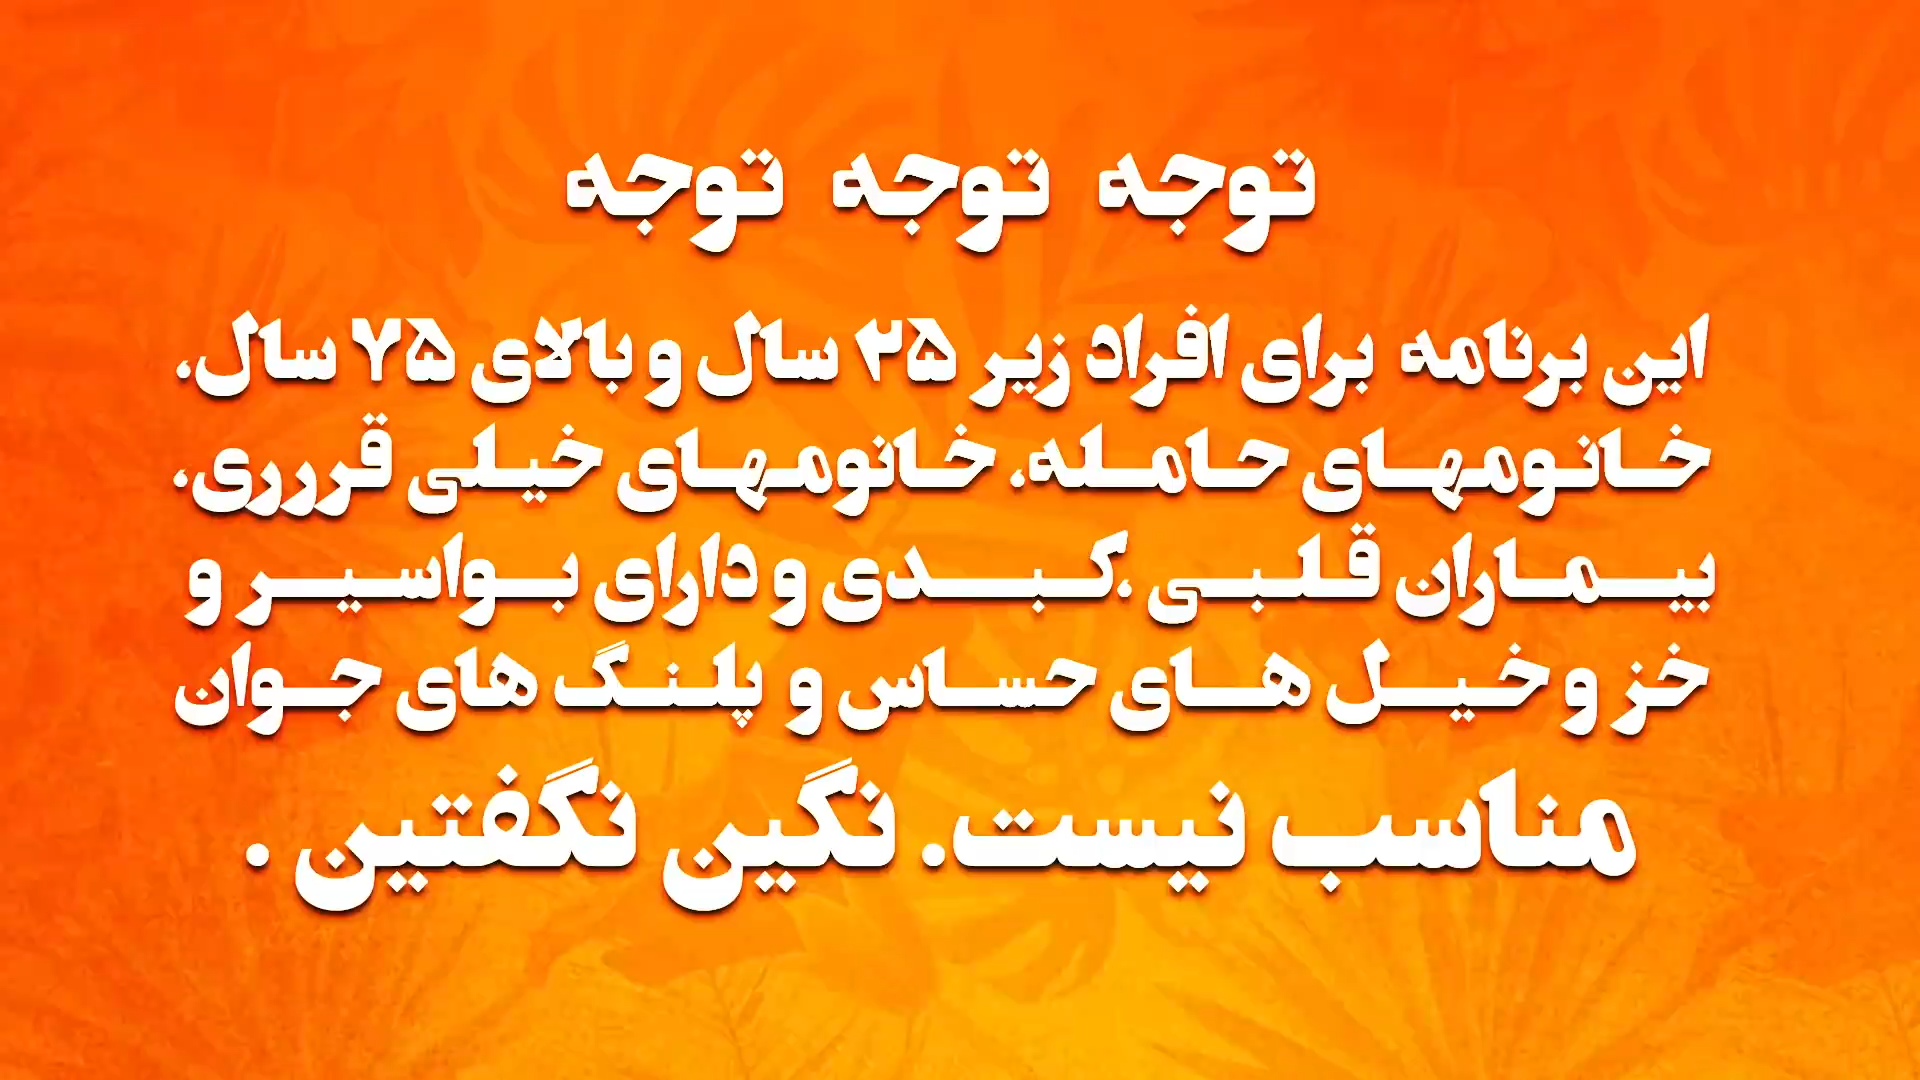 توجه توجه توجه
این برنامه برای افراد زیر ۲۵ سال و بالای ۷۵ سال،
خانومهای حامله، خانومهای خیلی قرررری،
بیماران قلبی ،کبدی و دارای بواسیر و
خز و خیل های حساس و پلنگ های جوان
مناسب نیست. نگین نگفتین .